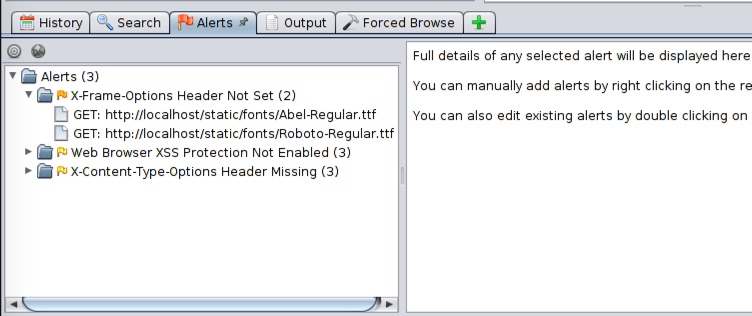 History Search Alerts Output Forced Browse
Alerts (3)
X-Frame-Options Header Not Set (2)
GET: http://localhost/static/fonts/Abel-Regular.ttf
GET: http://localhost/static/fonts/Roboto-Regular.ttf
Web Browser XSS Protection Not Enabled (3)
X-Content-Type-Options Header Missing (3)
Full details of any selected alert will be displayed here
You can manually add alerts by right clicking on the re
You can also edit existing alerts by double clicking on